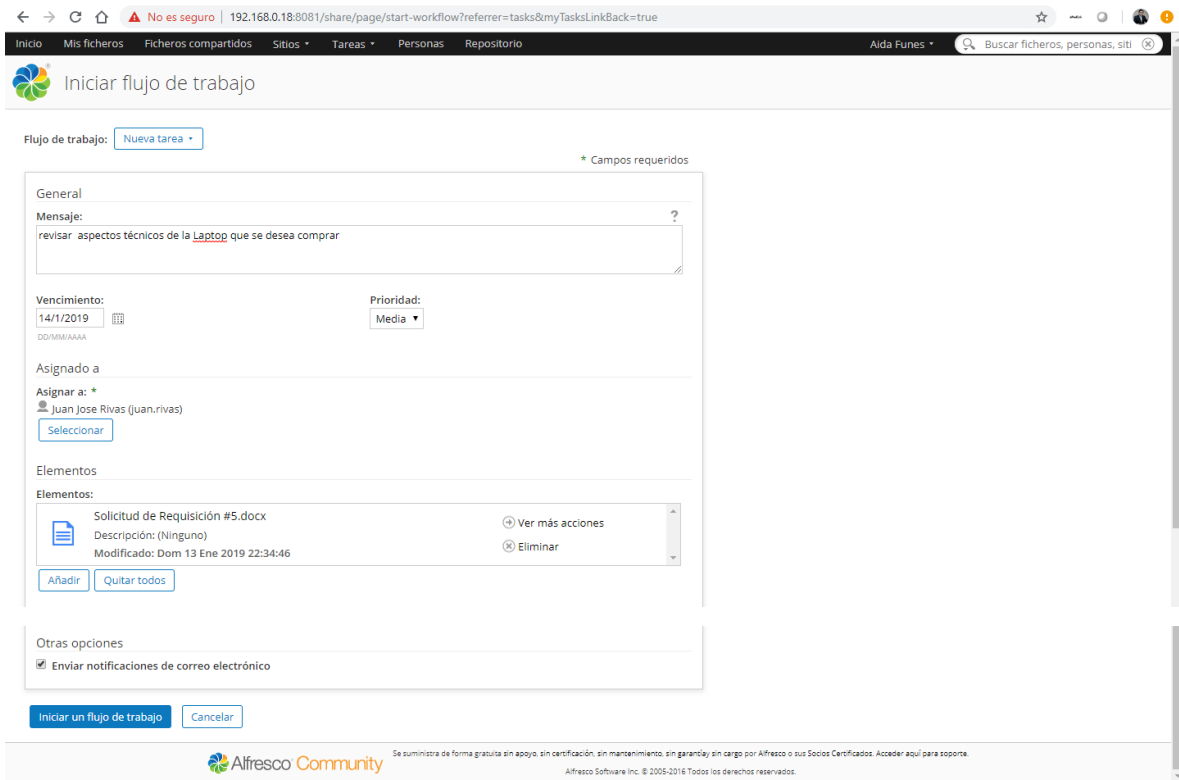 No es seguro | 192.168.0.18:8081/share/page/start-workflow?referrer=tasks&myTasksLinkBack=true
Inicio Mis ficheros Ficheros compartidos Sitios Tareas Personas Repositorio Aida Funes Buscar ficheros, personas, siti
Iniciar flujo de trabajo
Flujo de trabajo: Nueva tarea
* Campos requeridos
General
Mensaje: ?
revisar aspectos técnicos de la Laptop que se desea comprar
Vencimiento: Prioridad:
14/1/2019 Media
DD/MM/AAAA
Asignado a
Asignar a: *
Juan Jose Rivas (juan.rivas)
Seleccionar
Elementos
Elementos:
Solicitud de Requisición #5.docx
Ver más acciones
Descripción: (Ninguno)
Eliminar
Modificado: Dom 13 Ene 2019 22:34:46
Añadir Quitar todos
Otras opciones
Enviar notificaciones de correo electrónico
Iniciar un flujo de trabajo Cancelar
Alfresco Community
Se suministra de forma gratuita sin apoyo, sin certificación, sin mantenimiento, sin garantíay sin cargo por Alfresco o sus Socios Certificados. Acceder aquí para soporte.
Alfresco Software Inc. © 2005-2016 Todos los derechos reservados.